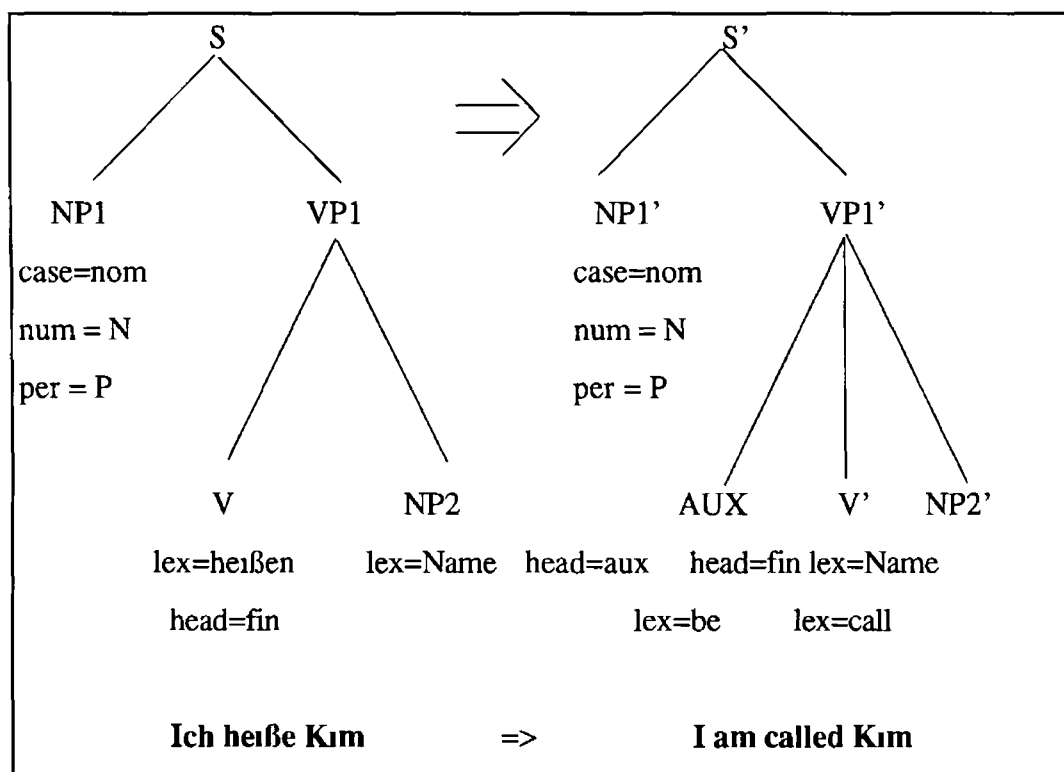 S S’
NP1 VP1 NP1’ VP1’
case=nom case=nom
num = N num = N
per = P per = P
V NP2 AUX V’ NP2’
lex=heißen lex=Name head=aux head=fin lex=Name
head=fin lex=be lex=call
Ich heiße Kim => I am called Kim